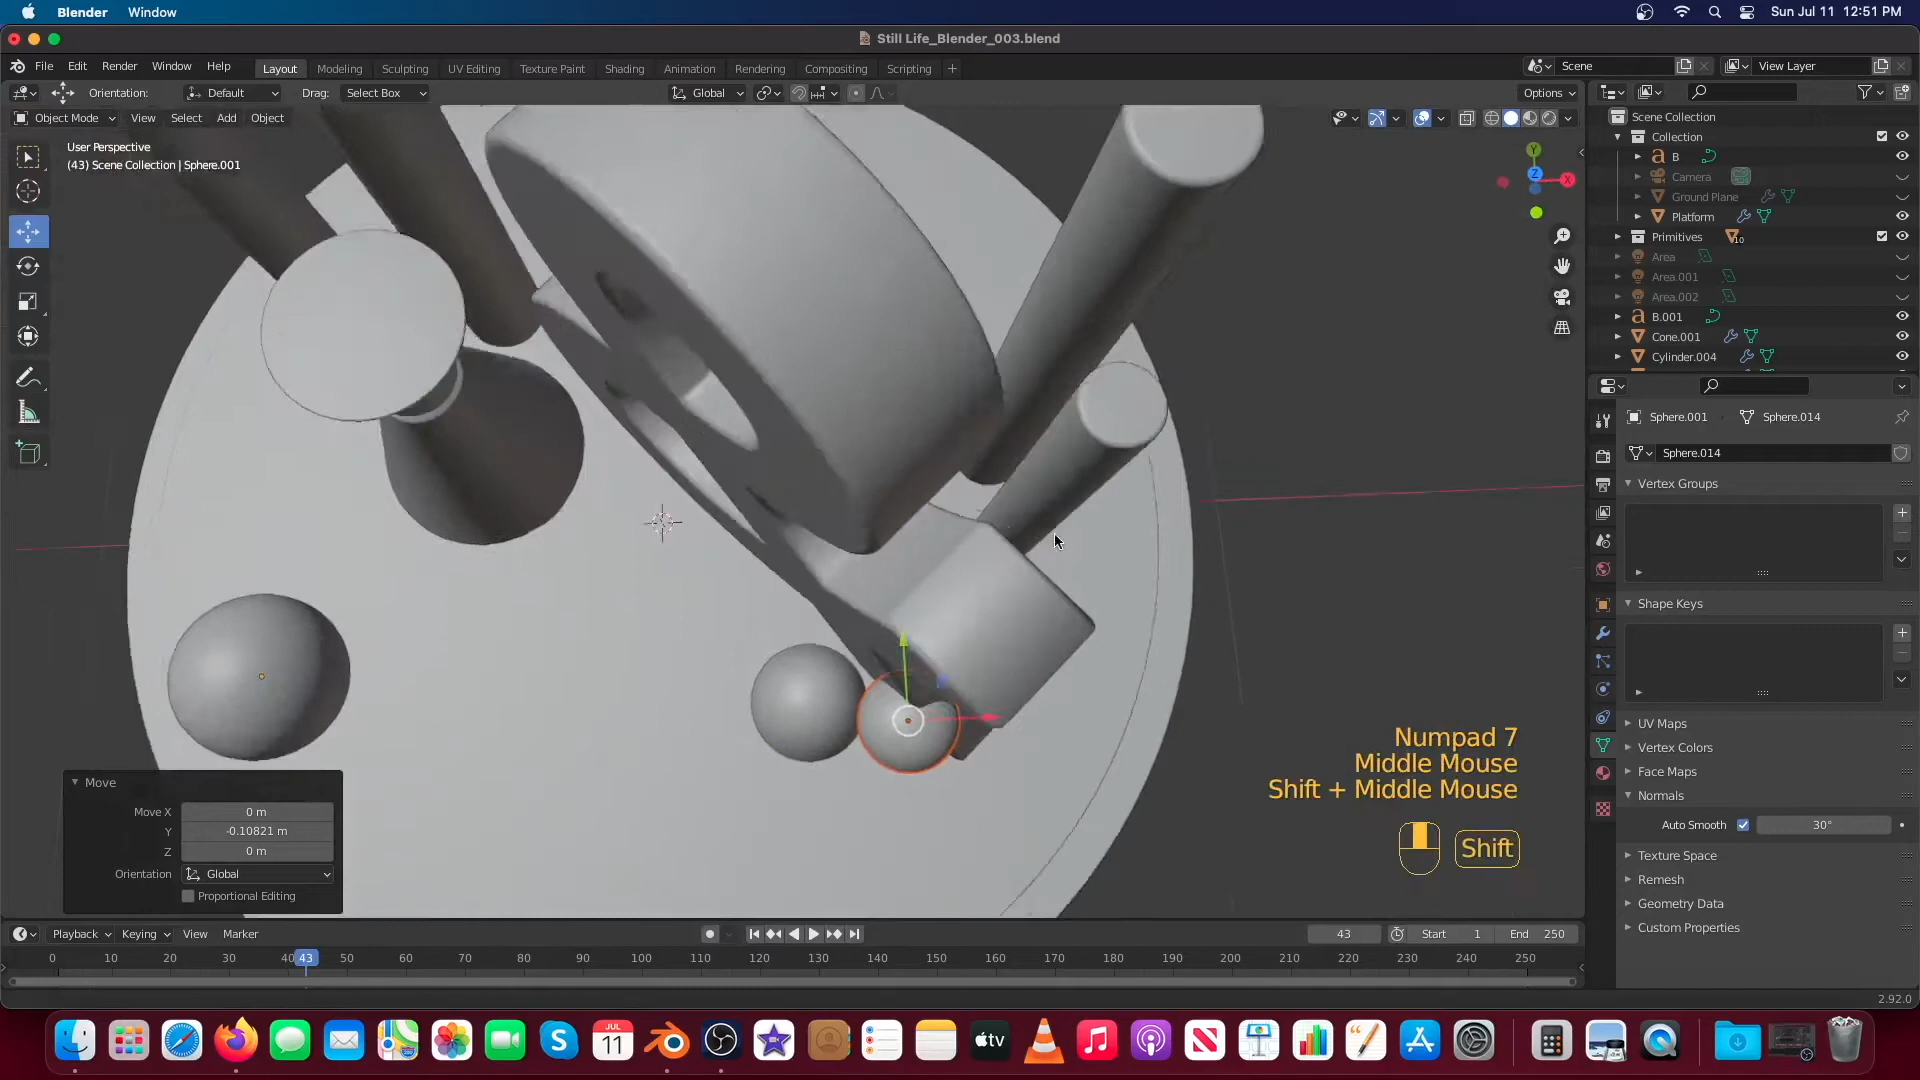 Blender Window Sun Jul 11 12:51 PM
Still Life_Blender_003.blend
File Edit Render Window Help Layout Modeling Sculpting UV Editing Texture Paint Shading Animation Rendering Compositing Scripting + Scene View Layer
Orientation: Default Drag: Select Box Global Options
Object Mode View Select Add Object
User Perspective
(43) Scene Collection | Sphere.001
Y
Z
X
Scene Collection
Collection
B
Camera
Ground Plane
Platform
Primitives 10
Area
Area.001
Area.002
B.001
Cone.001
Cylinder.004
Sphere.001 Sphere.014
Sphere.014
Vertex Groups
Shape Keys
UV Maps
Vertex Colors
Face Maps
Normals
Auto Smooth 30°
Texture Space
Remesh
Geometry Data
Custom Properties
Numpad 7
Middle Mouse
Shift + Middle Mouse
Shift
Move
Move X 0 m
Y -0.10821 m
Z 0 m
Orientation Global
Proportional Editing
Playback Keying View Marker 43 Start 1 End 250
0 10 20 30 40 43 50 60 70 80 90 100 110 120 130 140 150 160 170 180 190 200 210 220 230 240 250
2.92.0
JUL
11
tv